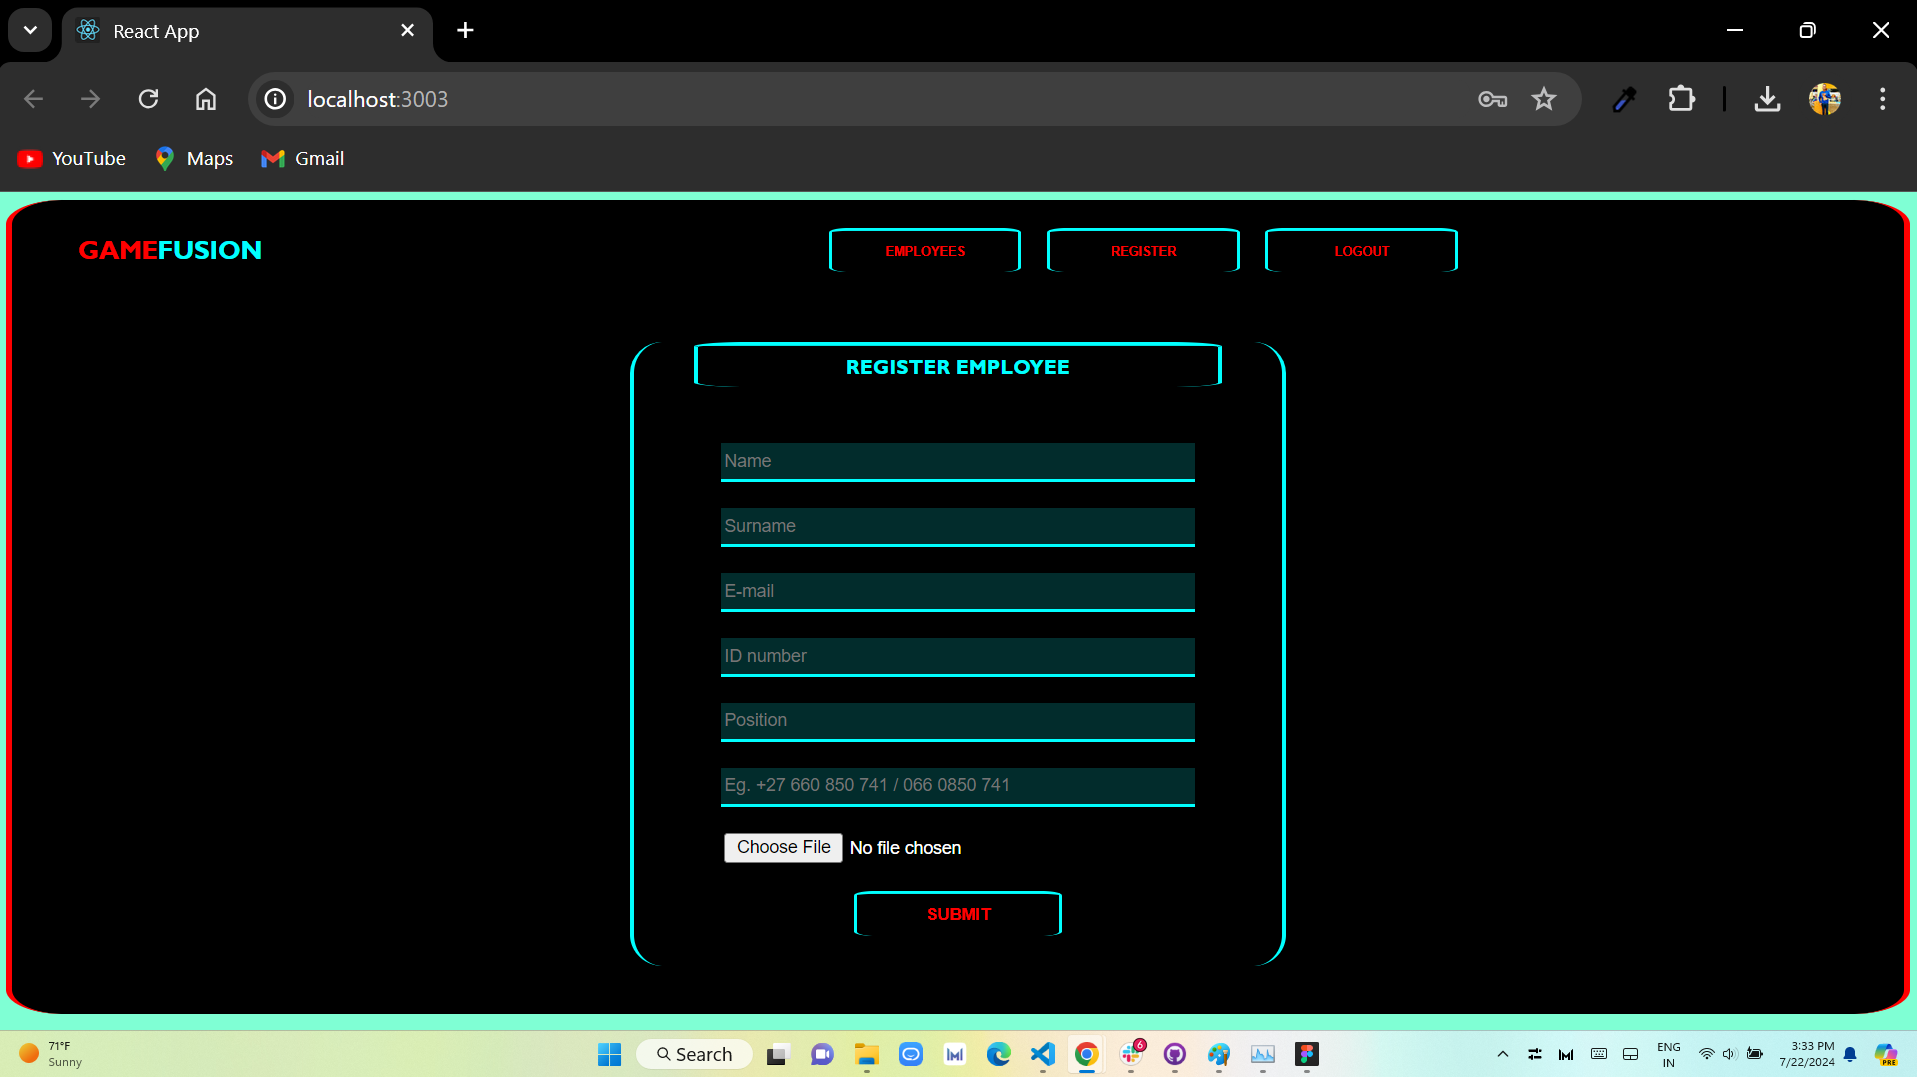 React App
localhost:3003
YouTube Maps Gmail
GAMEFUSION EMPLOYEES REGISTER LOGOUT
REGISTER EMPLOYEE
Name
Surname
E-mail
ID number
Position
Eg. +27 660 850 741 / 066 0850 741
Choose File No file chosen
SUBMIT
71°F
Sunny
Search
6
ENG
IN
3:33 PM
7/22/2024
PRE